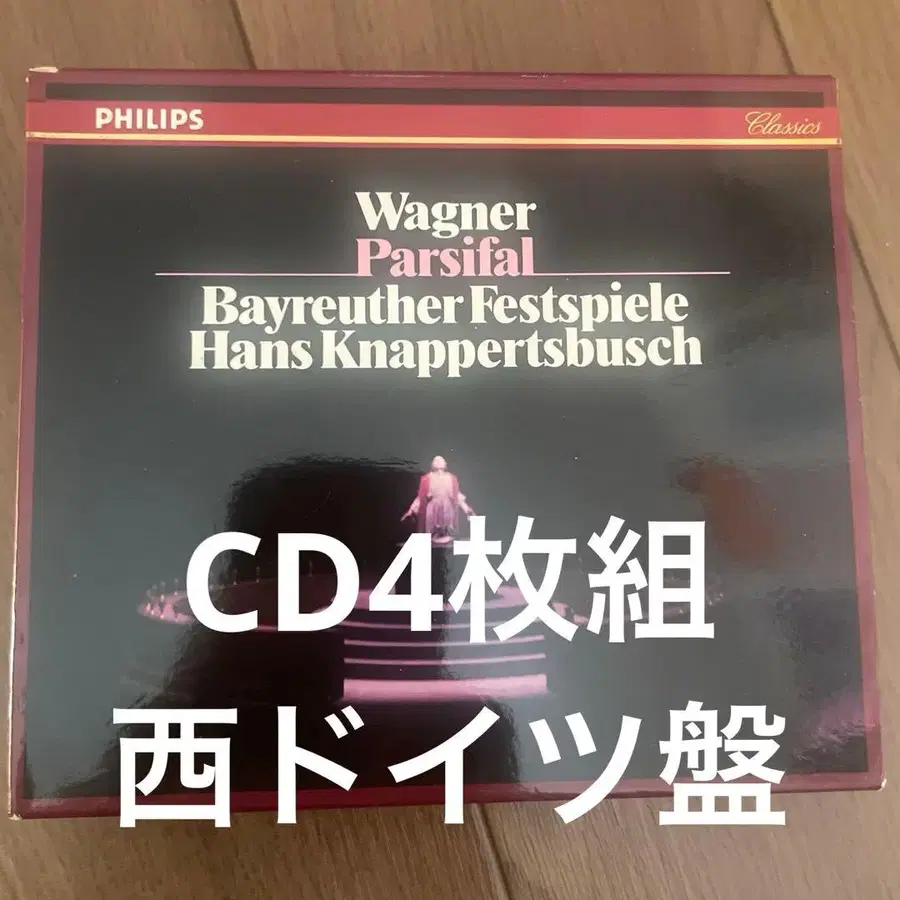 PHILIPS
Classics
Wagner
Parsifal
Bayreuther Festspiele
Hans Knappertsbusch
CD4枚組
西ドイツ盤